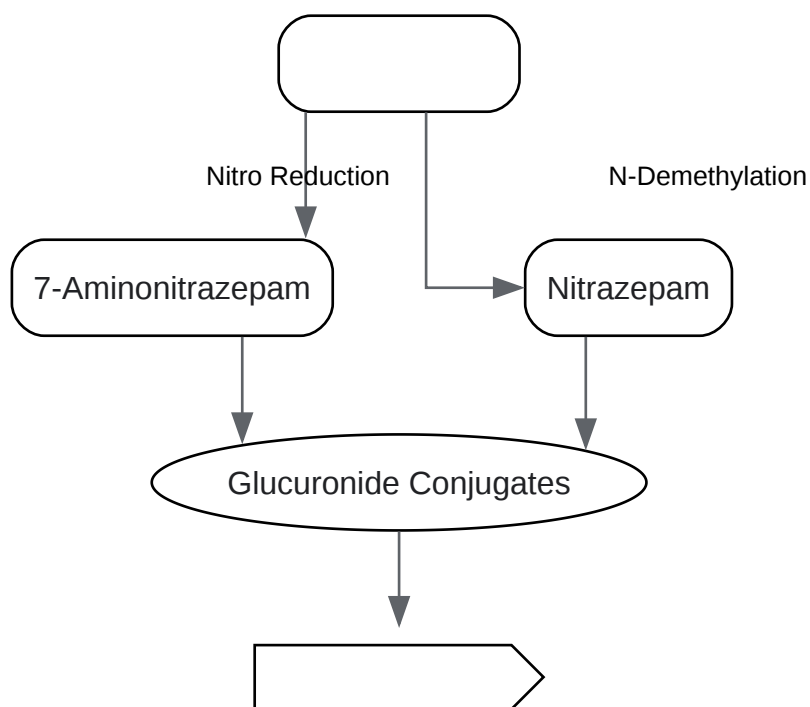 Nitro Reduction
N-Demethylation
7-Aminonitrazepam
Nitrazepam
Glucuronide Conjugates